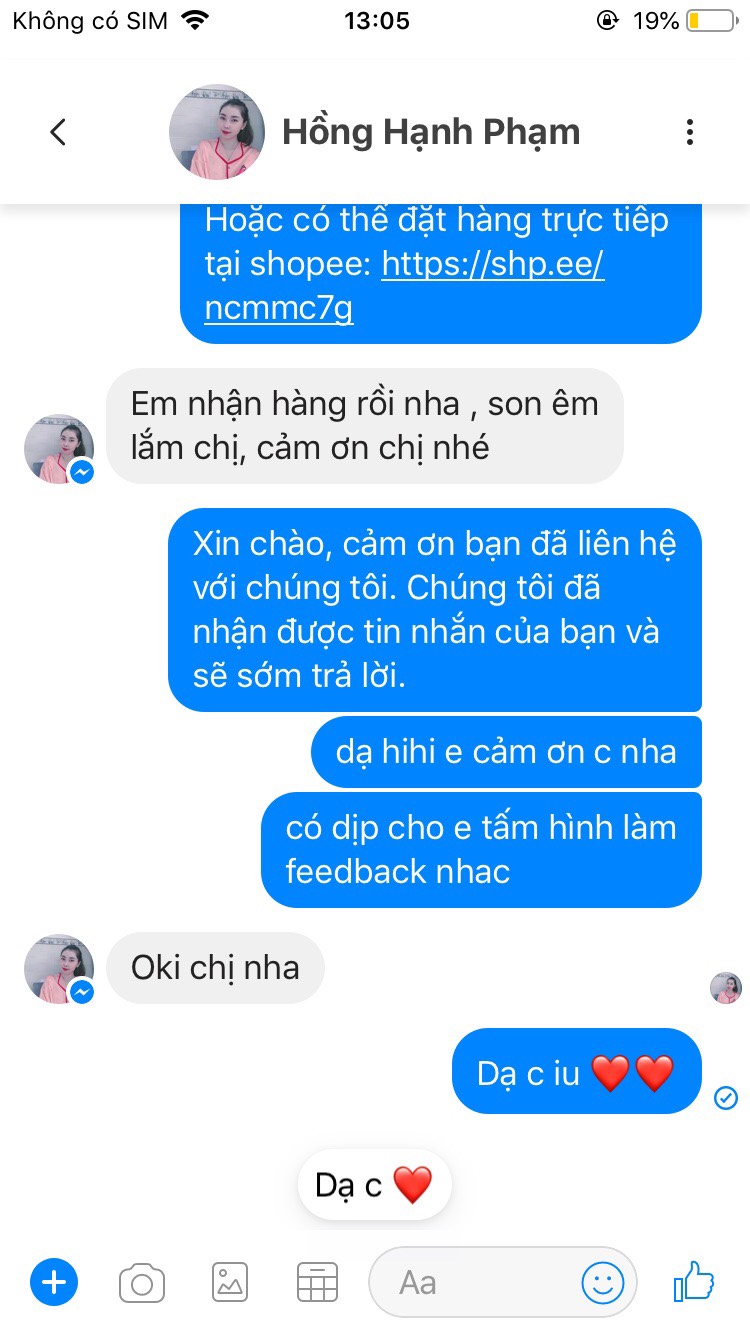 Không có SIM 13:05 19%
Hồng Hạnh Phạm
Hoặc có thể đặt hàng trực tiếp
tại shopee: https://shp.ee/
ncmmc7g
Em nhận hàng rồi nha , son êm
lắm chị, cảm ơn chị nhé
Xin chào, cảm ơn bạn đã liên hệ
với chúng tôi. Chúng tôi đã
nhận được tin nhắn của bạn và
sẽ sớm trả lời.
dạ hihi e cảm ơn c nha
có dịp cho e tấm hình làm
feedback nhac
Oki chị nha
Dạ c iu ❤️❤️
Dạ c ❤️
Aa